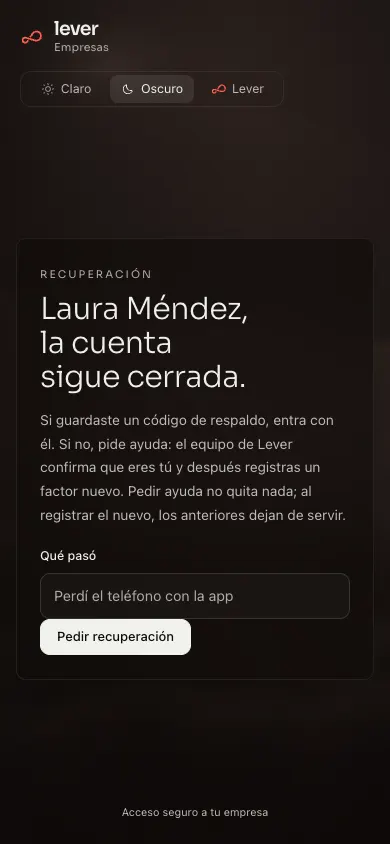 lever
Empresas
Claro
Oscuro
Lever
RECUPERACIÓN
Laura Méndez,
la cuenta
sigue cerrada.
Si guardaste un código de respaldo, entra con
él. Si no, pide ayuda: el equipo de Lever
confirma que eres tú y después registras un
factor nuevo. Pedir ayuda no quita nada; al
registrar el nuevo, los anteriores dejan de servir.
Qué pasó
Perdí el teléfono con la app
Pedir recuperación
Acceso seguro a tu empresa